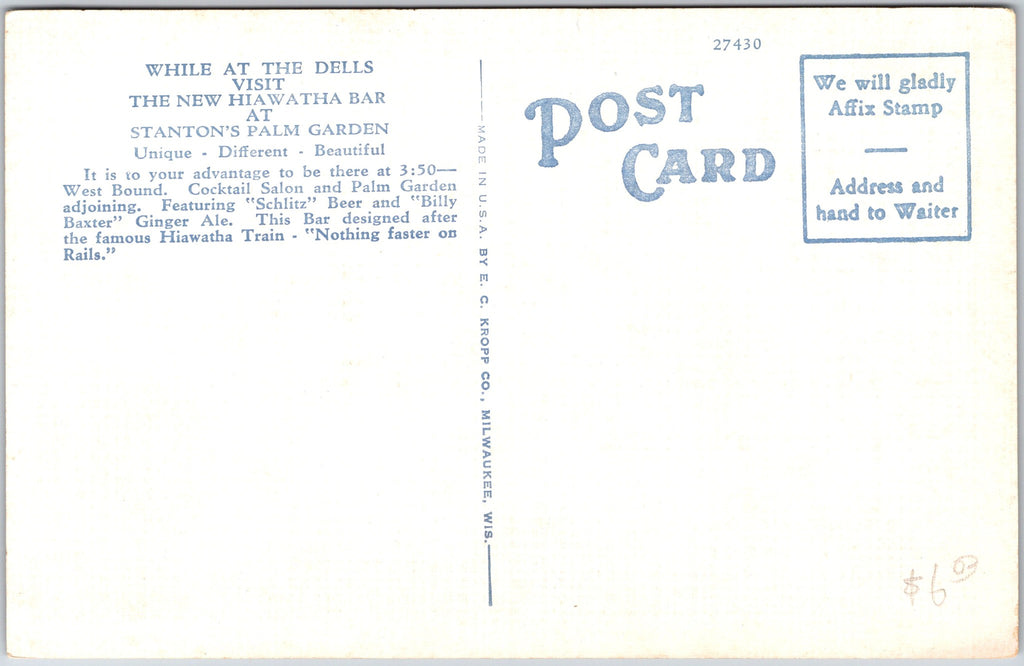 WHILE AT THE DELLS
VISIT
THE NEW HIAWATHA BAR
AT
STANTON'S PALM GARDEN
Unique - Different - Beautiful
It is to your advantage to be there at 3:50—
West Bound. Cocktail Salon and Palm Garden
adjoining. Featuring "Schlitz" Beer and "Billy
Baxter" Ginger Ale. This Bar designed after
the famous Hiawatha Train - "Nothing faster on
Rails."
MADE IN U.S.A. BY E. C. KROPP CO., MILWAUKEE, WIS.
27430
POST
CARD
We will gladly
Affix Stamp
—
Address and
hand to Waiter
$6